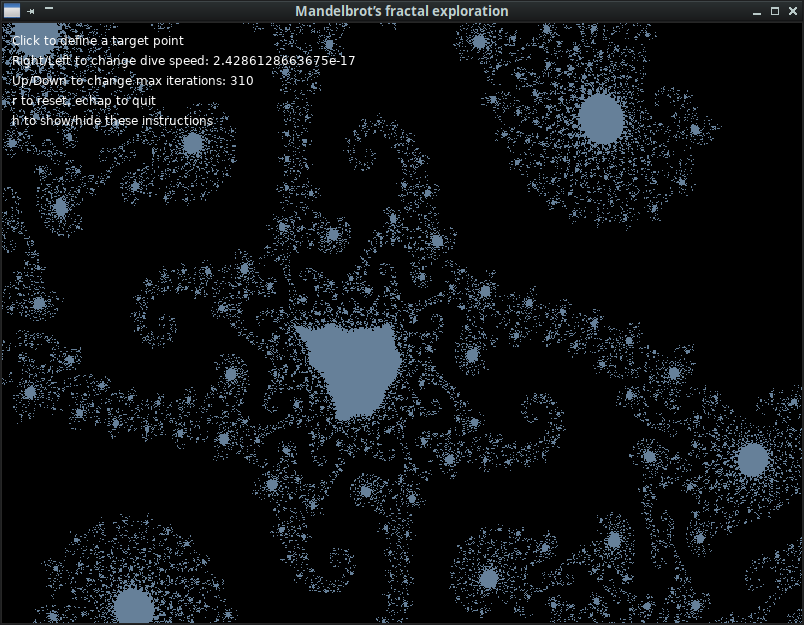 Mandelbrot's fractal exploration
Click to define a target point
Right/Left to change dive speed: 2.4286128663675e-17
Up/Down to change max iterations: 310
r to reset, echap to quit
h to show/hide these instructions